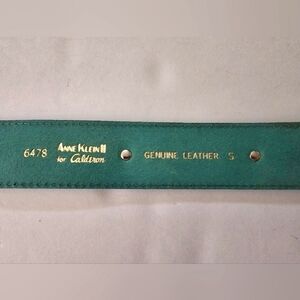 6478 ANNE KLEIN II
for Calderon
GENUINE LEATHER S